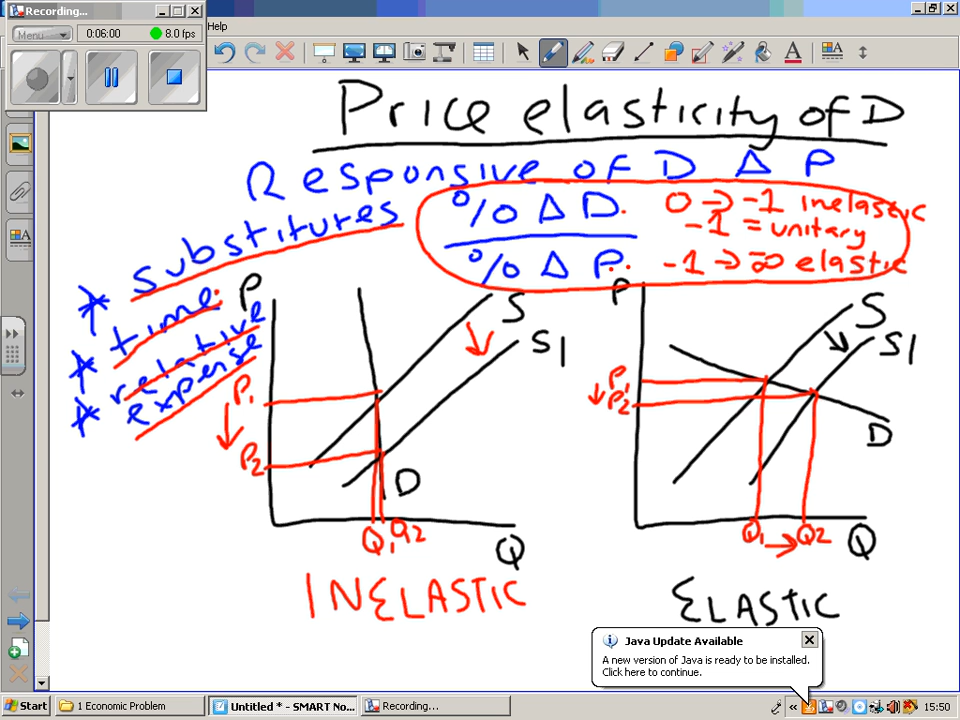 Recording...
Menu
0:06:00
8.0 fps
Help
Price elasticity of D
Responsive of D Δ P
% Δ D.
0 → -1 inelastic
-1 = unitary
% Δ P.
-1 → ∞ elastic
* substitures
* time
* relative
expense
P
S
S1
P1
P2
D
Q1
Q2
Q
INELASTIC
P
S
S1
P1
P2
D
Q1
Q2
Q
ELASTIC
Java Update Available
A new version of Java is ready to be installed.
Click here to continue.
Start
1 Economic Problem
Untitled * - SMART No...
Recording...
15:50